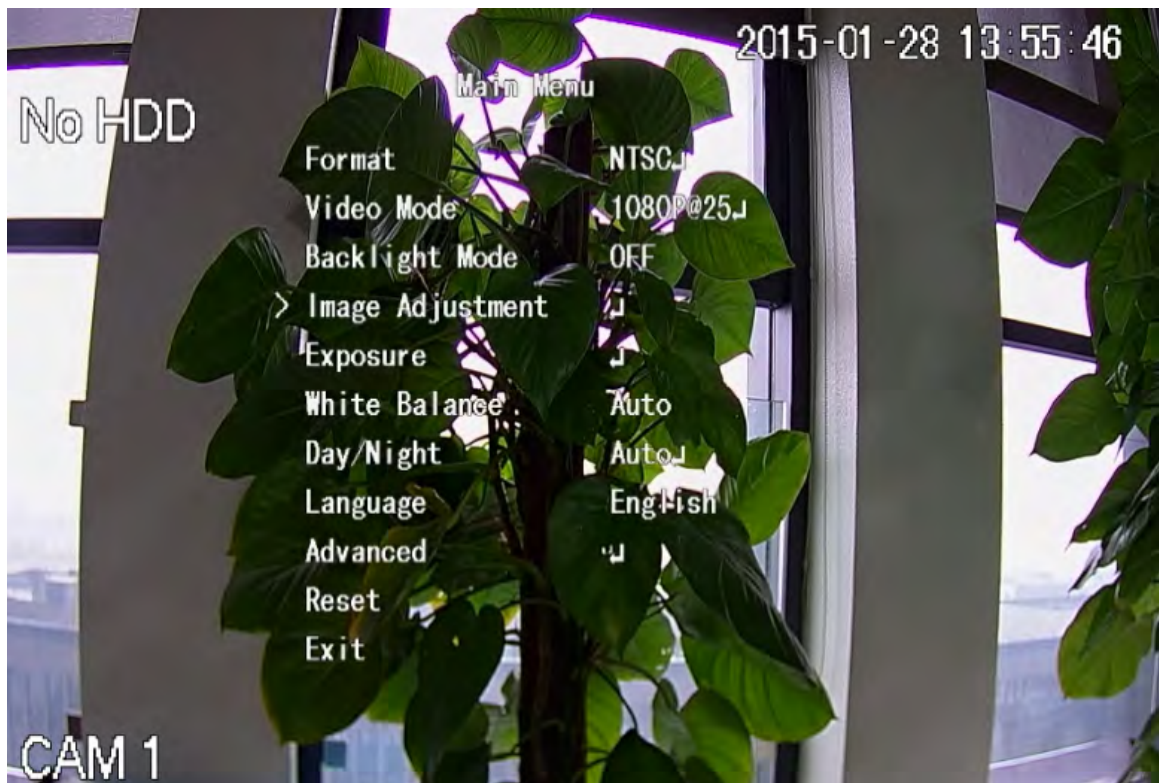 2015-01-28 13:55:46
Main Menu
No HDD
Format NTSC↵
Video Mode 1080P@25↵
Backlight Mode OFF
> Image Adjustment ↵
Exposure ↵
White Balance Auto
Day/Night Auto↵
Language English
Advanced ↵
Reset
Exit
CAM 1